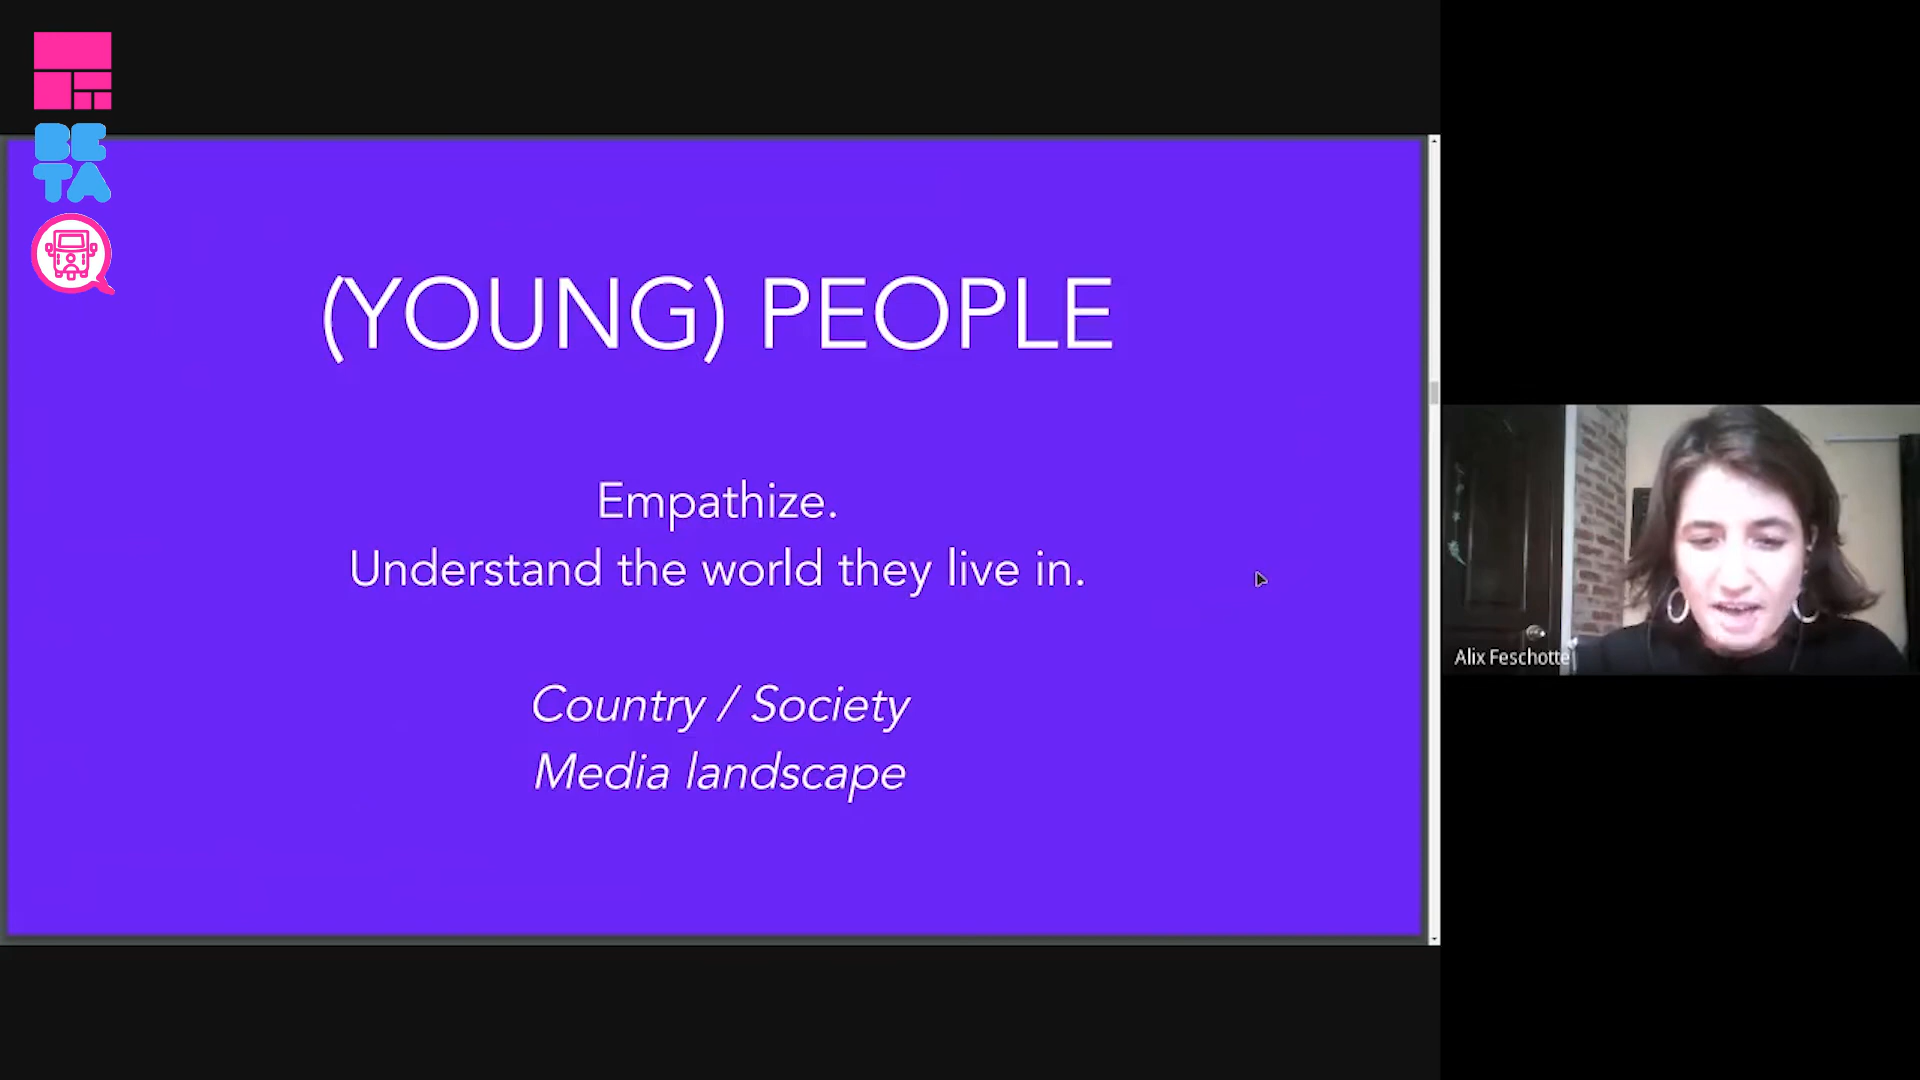 BE
TA
(YOUNG) PEOPLE
Empathize.
Understand the world they live in.
Country / Society
Media landscape
Alix Feschotte